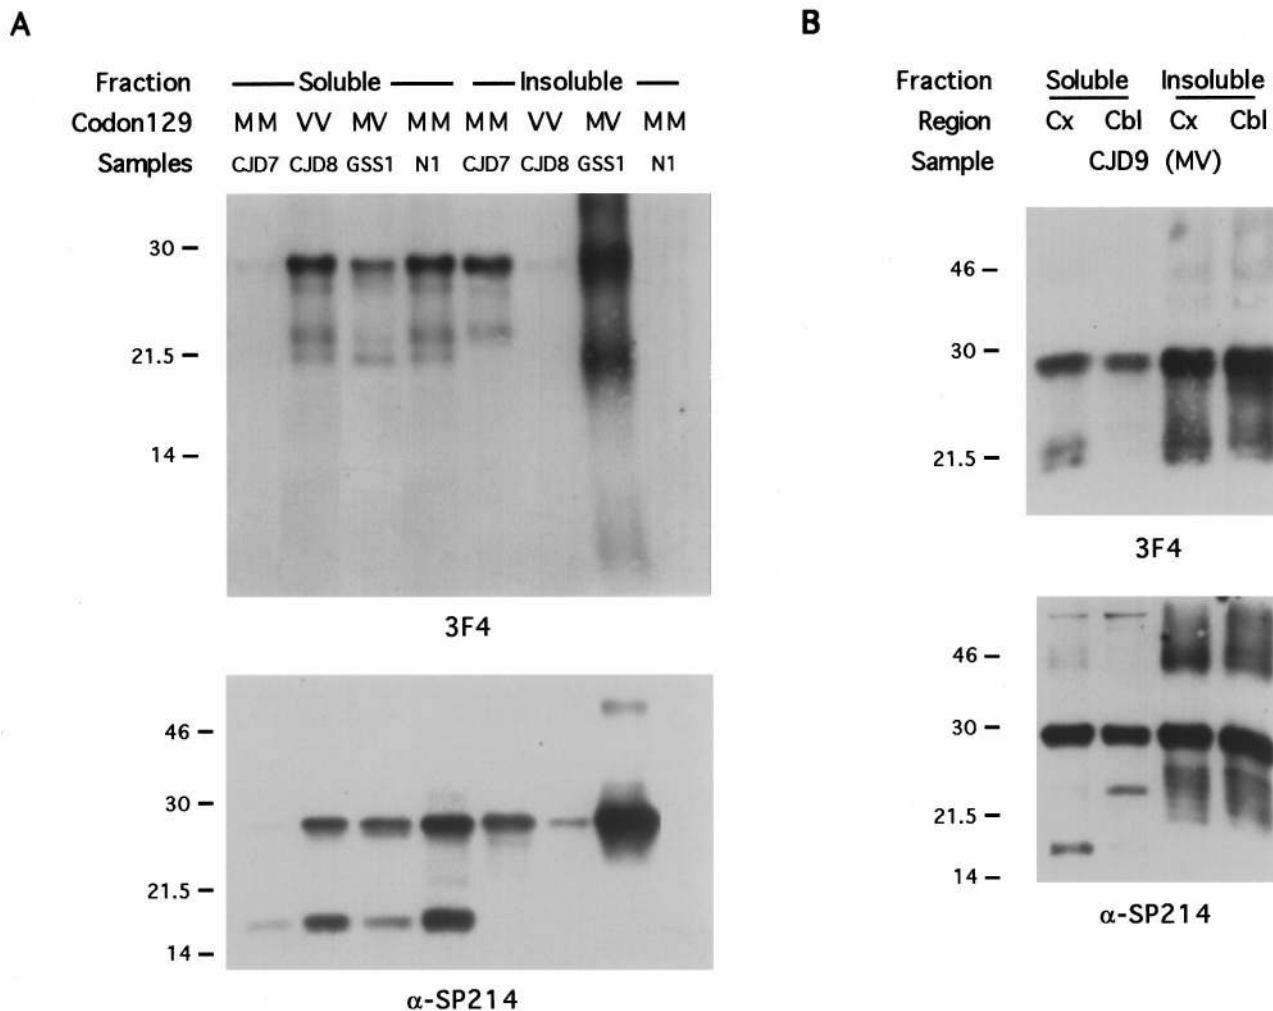 A
Fraction Soluble Insoluble
Codon129 MM VV MV MM MM VV MV MM
Samples CJD7 CJD8 GSS1 N1 CJD7 CJD8 GSS1 N1
30
21.5
14
3F4
46
30
21.5
14
α-SP214
B
Fraction Soluble Insoluble
Region Cx Cbl Cx Cbl
Sample CJD9 (MV)
46
30
21.5
3F4
46
30
21.5
14
α-SP214